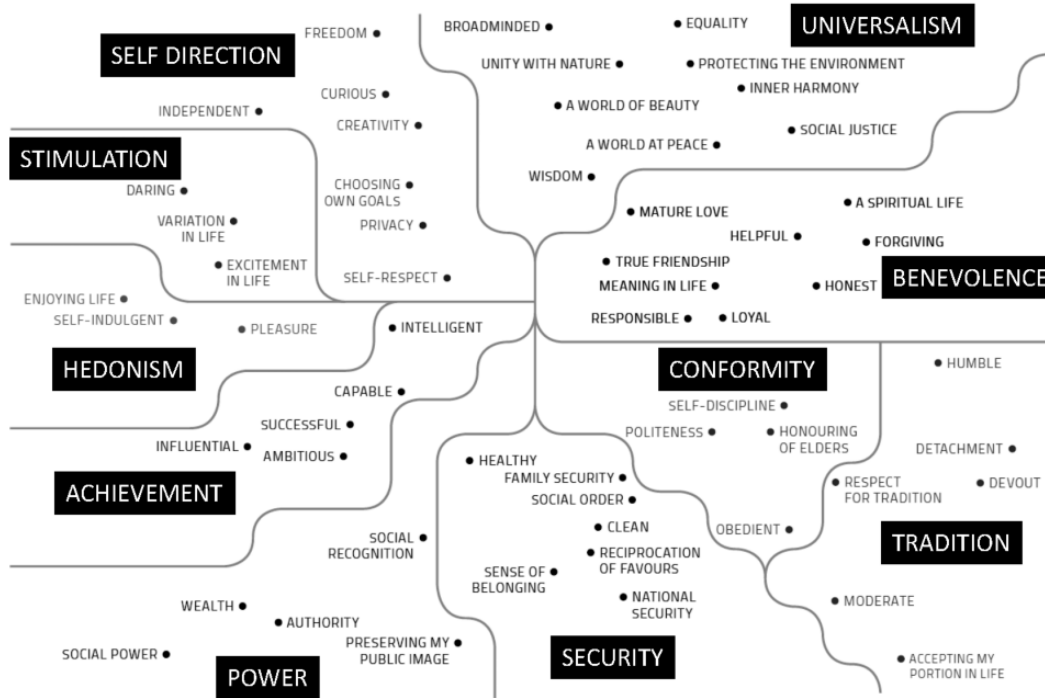 SELF DIRECTION
FREEDOM
CURIOUS
INDEPENDENT
CREATIVITY
CHOOSING
OWN GOALS
PRIVACY
SELF-RESPECT
STIMULATION
DARING
VARIATION
IN LIFE
EXCITEMENT
IN LIFE
ENJOYING LIFE
SELF-INDULGENT
PLEASURE
HEDONISM
INTELLIGENT
CAPABLE
SUCCESSFUL
INFLUENTIAL
AMBITIOUS
ACHIEVEMENT
SOCIAL
RECOGNITION
WEALTH
AUTHORITY
PRESERVING MY
PUBLIC IMAGE
SOCIAL POWER
POWER
UNIVERSALISM
BROADMINDED
EQUALITY
UNITY WITH NATURE
PROTECTING THE ENVIRONMENT
INNER HARMONY
A WORLD OF BEAUTY
SOCIAL JUSTICE
A WORLD AT PEACE
WISDOM
A SPIRITUAL LIFE
MATURE LOVE
HELPFUL
FORGIVING
TRUE FRIENDSHIP
BENEVOLENCE
MEANING IN LIFE
HONEST
RESPONSIBLE
LOYAL
CONFORMITY
SELF-DISCIPLINE
POLITENESS
HONOURING
OF ELDERS
OBEDIENT
HUMBLE
DETACHMENT
RESPECT
FOR TRADITION
DEVOUT
TRADITION
MODERATE
ACCEPTING MY
PORTION IN LIFE
HEALTHY
FAMILY SECURITY
SOCIAL ORDER
CLEAN
RECIPROCATION
OF FAVOURS
SENSE OF
BELONGING
NATIONAL
SECURITY
SECURITY